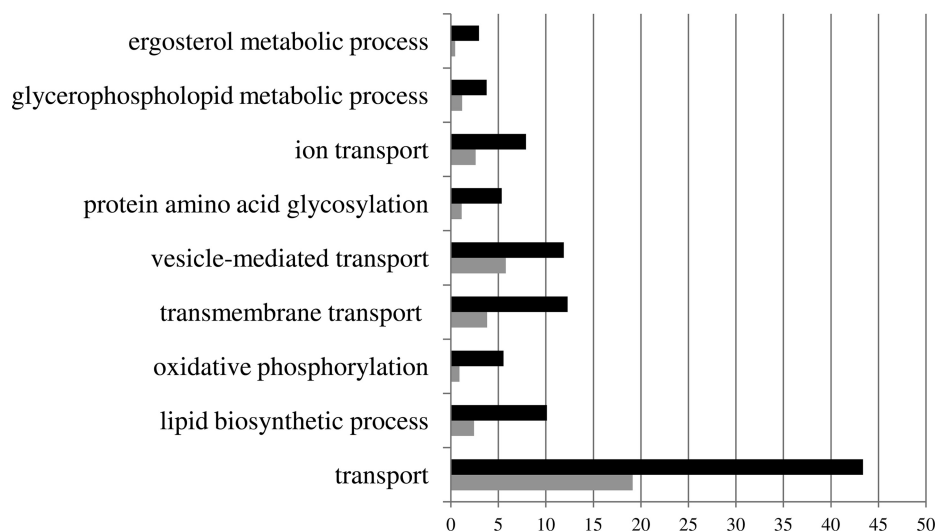 ergosterol metabolic process
glycerophospholopid metabolic process
ion transport
protein amino acid glycosylation
vesicle-mediated transport
transmembrane transport
oxidative phosphorylation
lipid biosynthetic process
transport
0 5 10 15 20 25 30 35 40 45 50